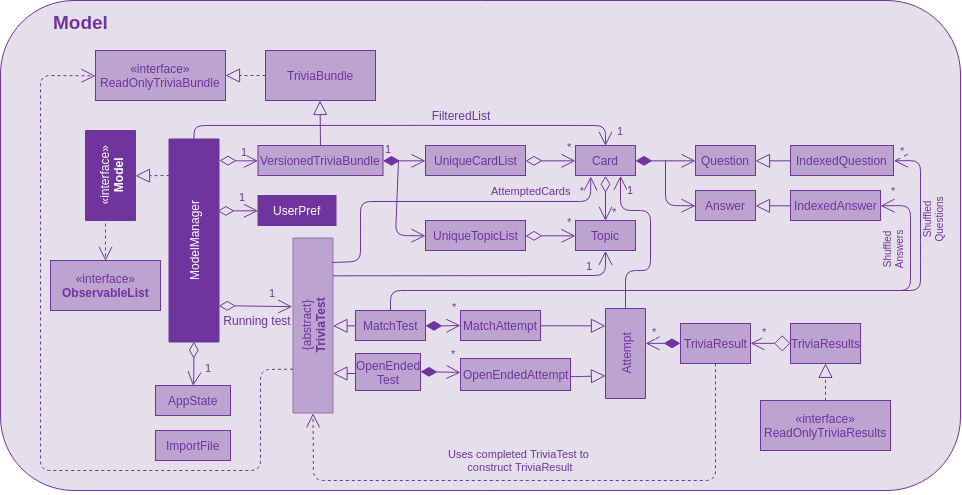 Model
«interface»
ReadOnlyTriviaBundle
TriviaBundle
FilteredList
1
«interface»
Model
1
VersionedTriviaBundle
1
UniqueCardList
*
Card
Question
IndexedQuestion
*
AttemptedCards
*
1
1
UserPref
ModelManager
UniqueTopicList
*
*
Topic
Answer
IndexedAnswer
*
Shuffled
Answers
Shuffled
Questions
«interface»
ObservableList
1
1
Running test
{abstract}
TriviaTest
MatchTest
*
MatchAttempt
Attempt
*
TriviaResult
*
TriviaResults
OpenEnded
Test
*
OpenEndedAttempt
1
AppState
ImportFile
«interface»
ReadOnlyTriviaResults
Uses completed TriviaTest to
construct TriviaResult